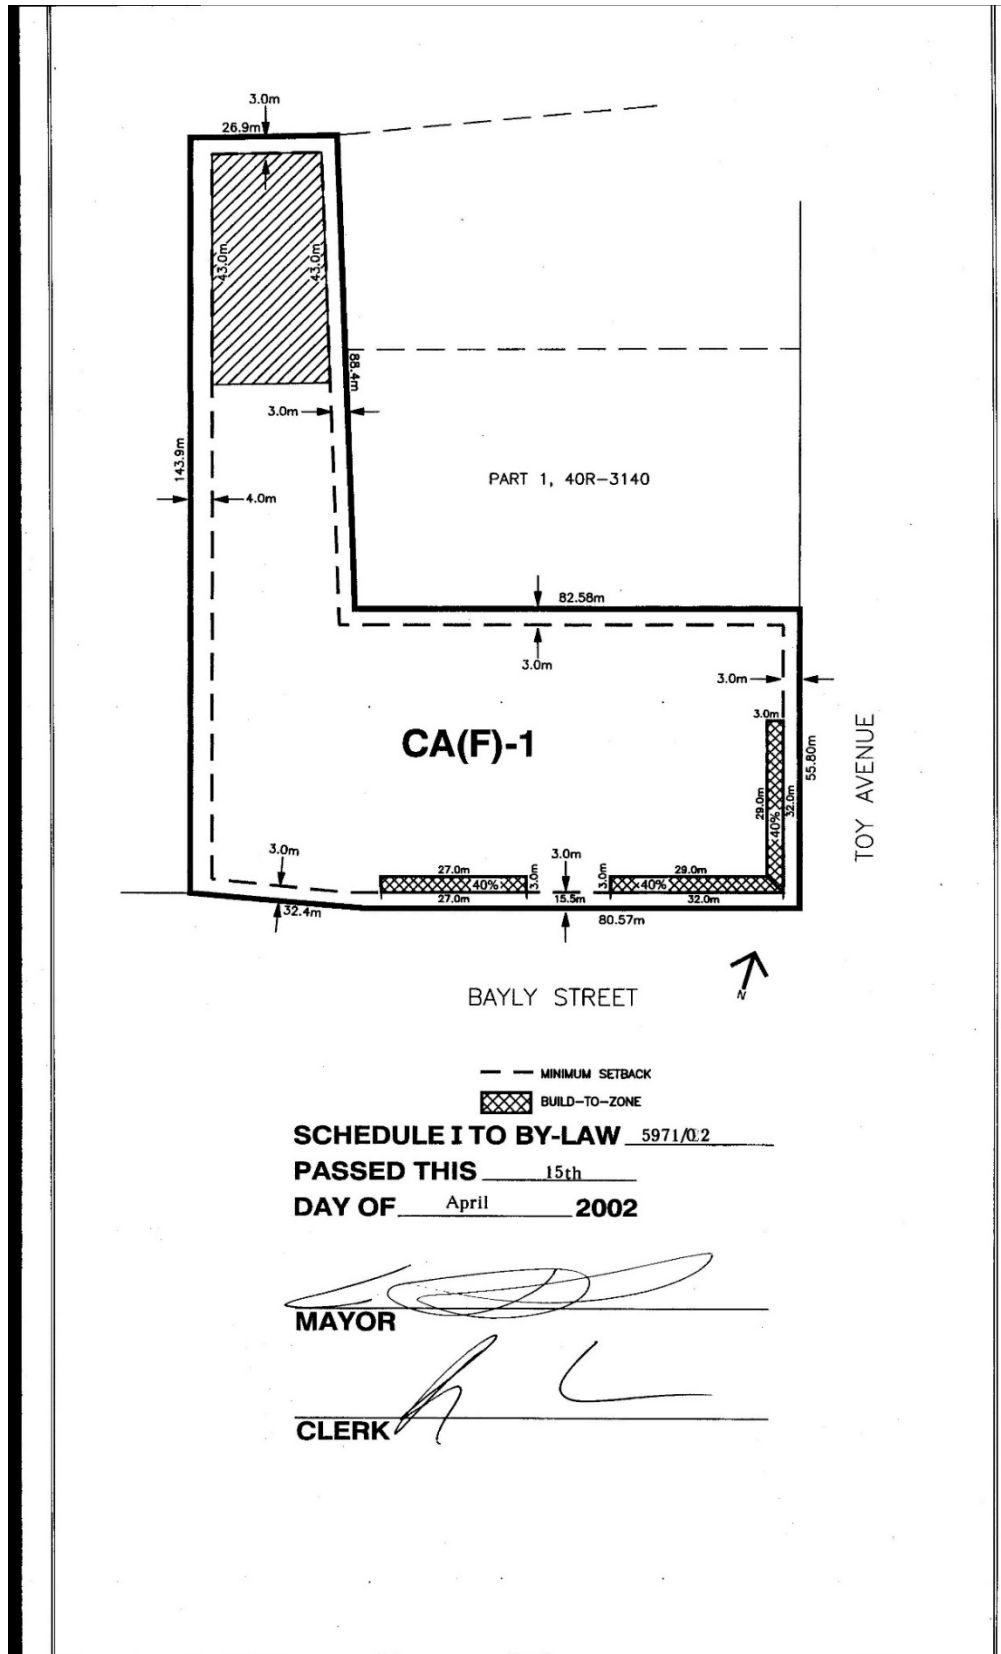 3.0m
26.9m
43.0m
43.0m
88.4m
3.0m
143.9m
4.0m
PART 1, 40R-3140
82.58m
3.0m
3.0m
3.0m
CA(F)-1
55.80m
TOY AVENUE
29.0m
32.0m
40%
3.0m
3.0m
27.0m
3.0m
3.0m
29.0m
40%
40%
32.4m
27.0m
15.5m
32.0m
80.57m
N
BAYLY STREET
MINIMUM SETBACK
BUILD-TO-ZONE
SCHEDULE I TO BY-LAW 5971/02
PASSED THIS 15th
DAY OF April 2002
MAYOR
CLERK